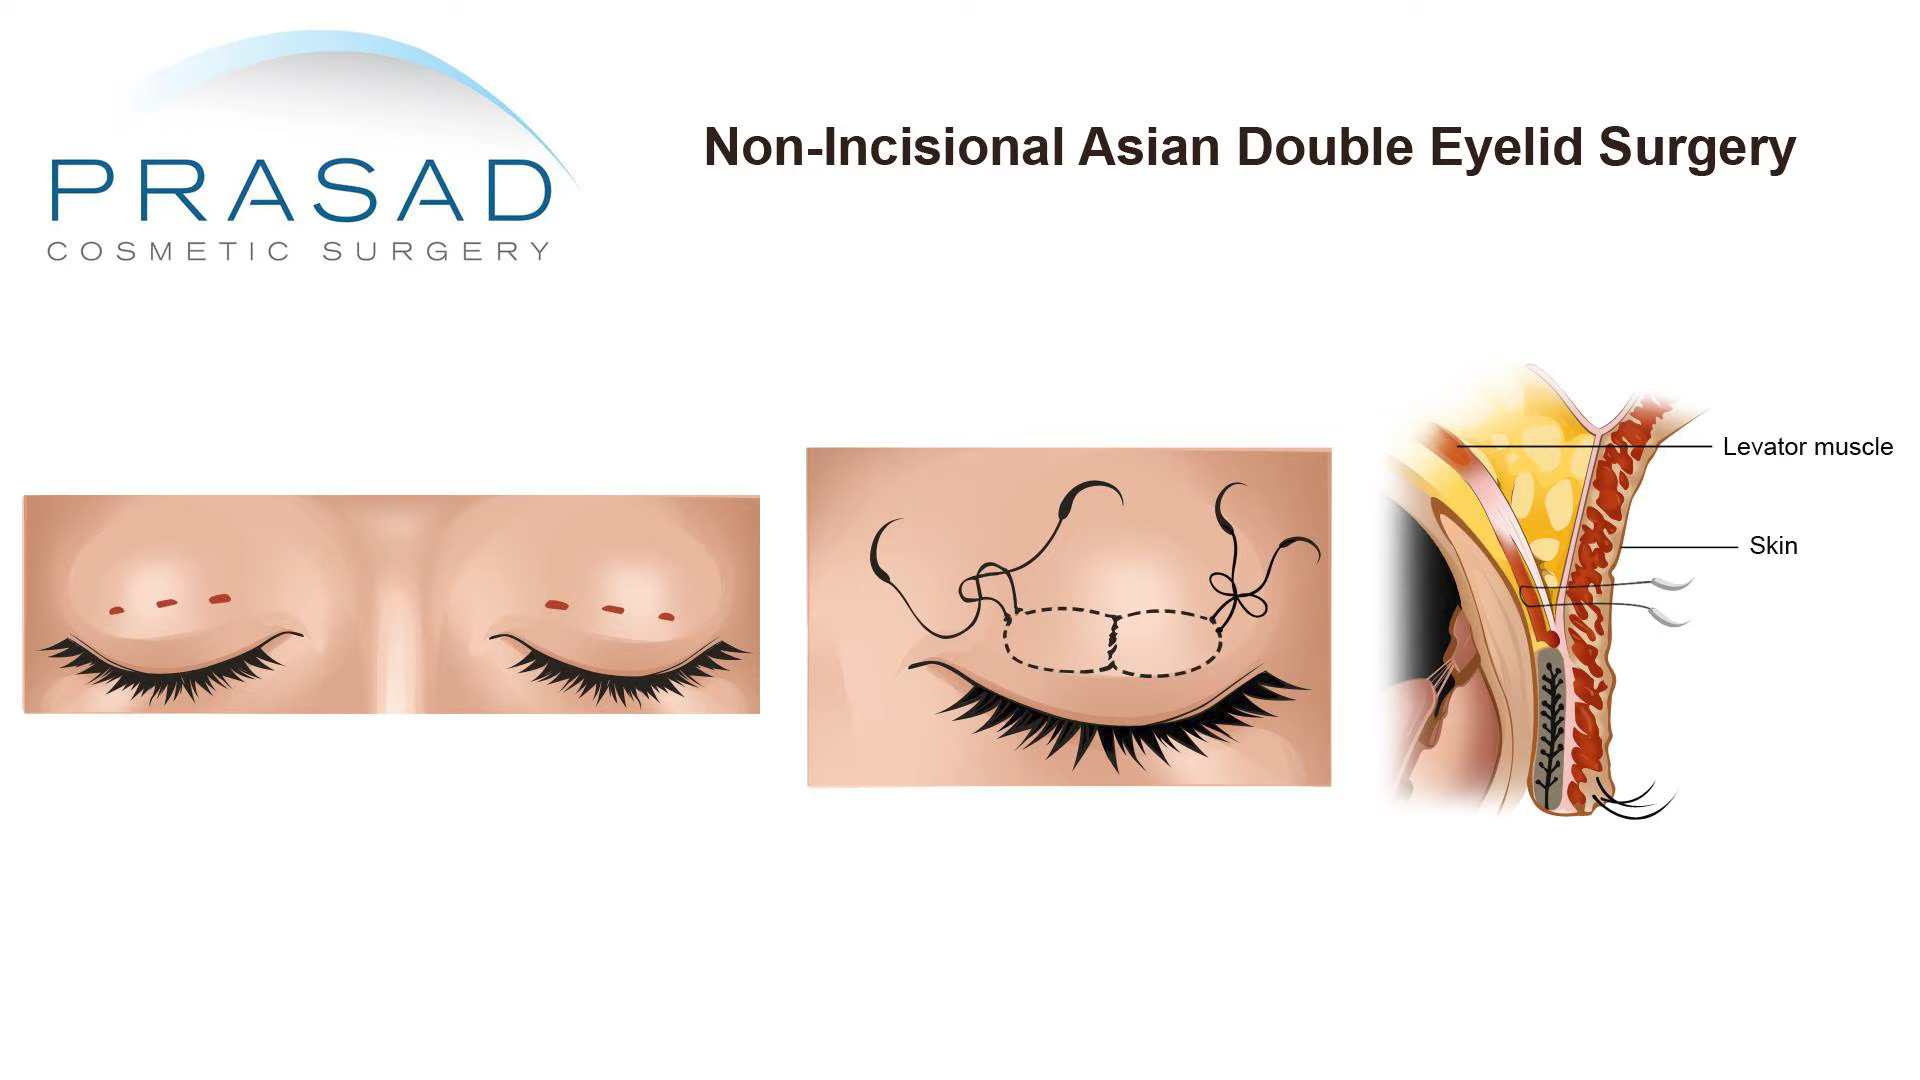 PRASAD
COSMETIC SURGERY
Non-Incisional Asian Double Eyelid Surgery
Levator muscle
Skin